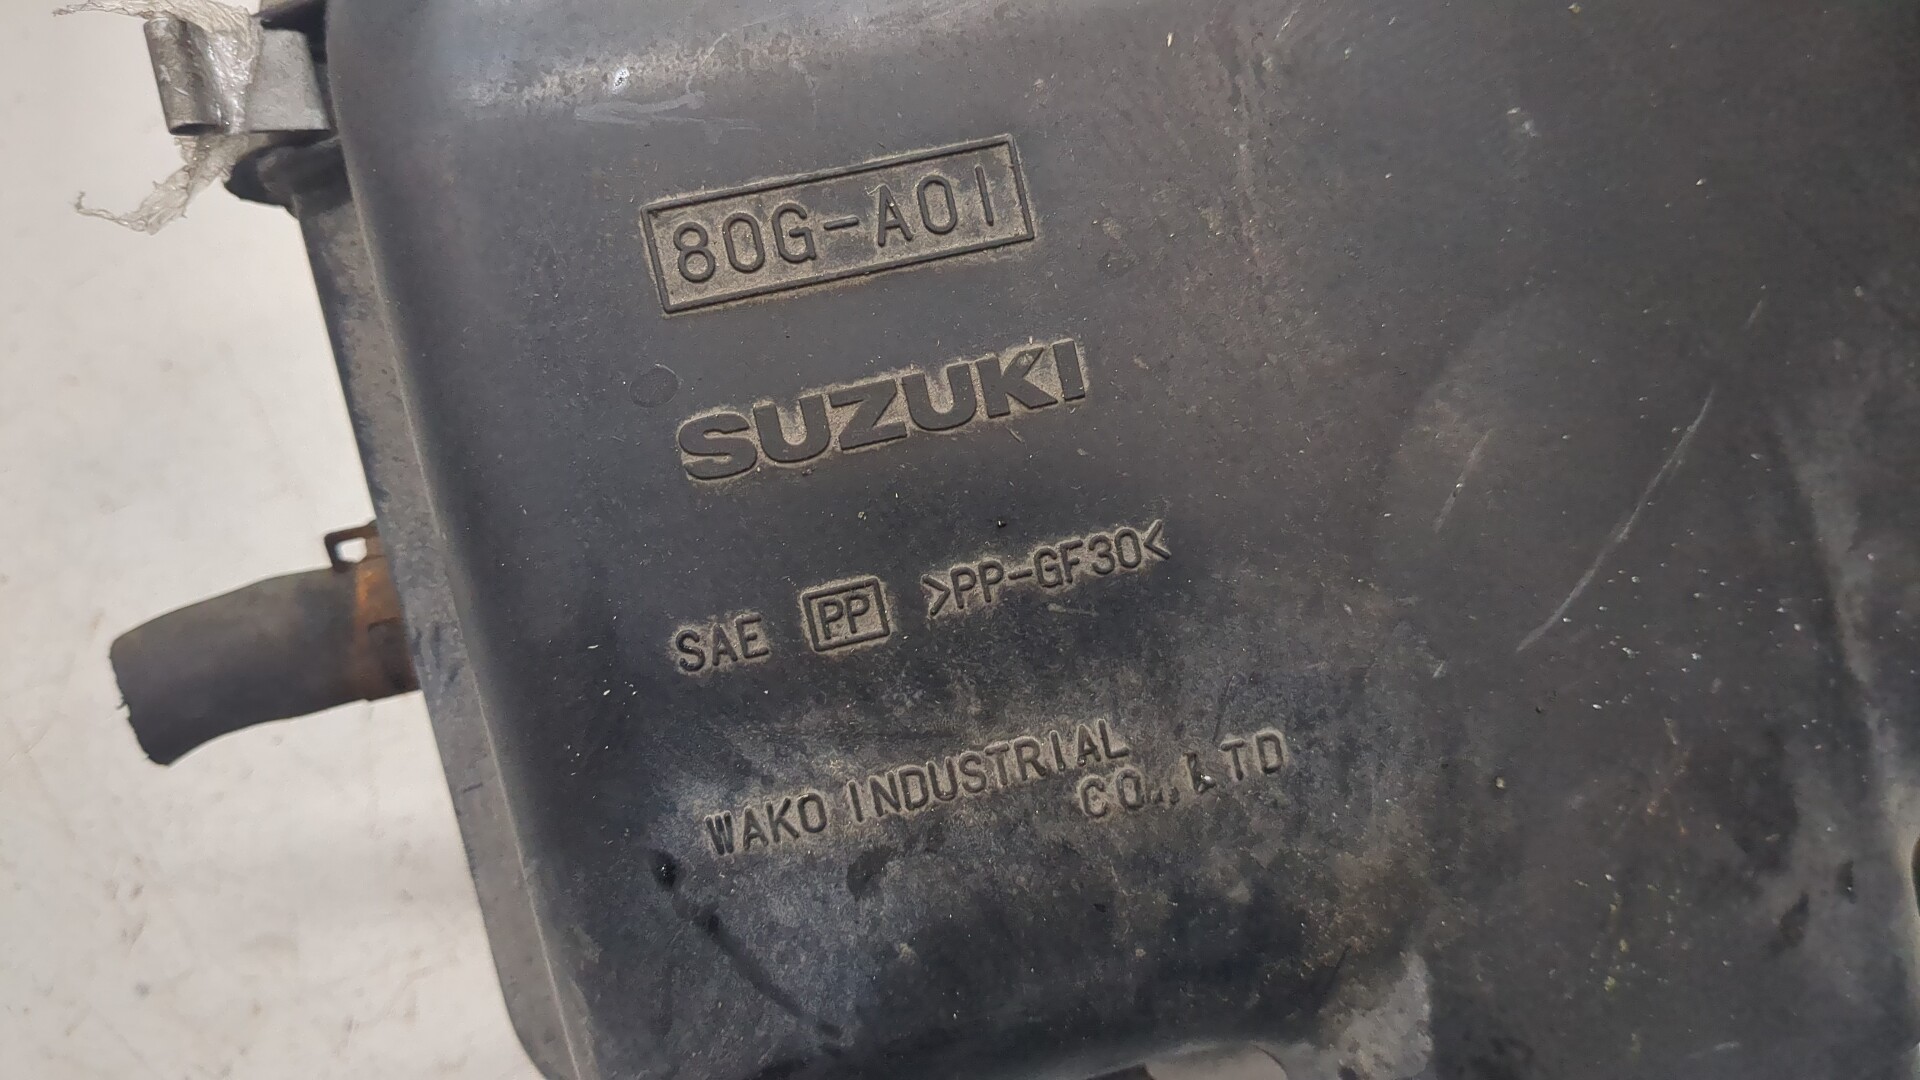 80G-A01
SUZUKI
SAE PP >PP-GF30<
WAKO INDUSTRIAL
CO., LTD